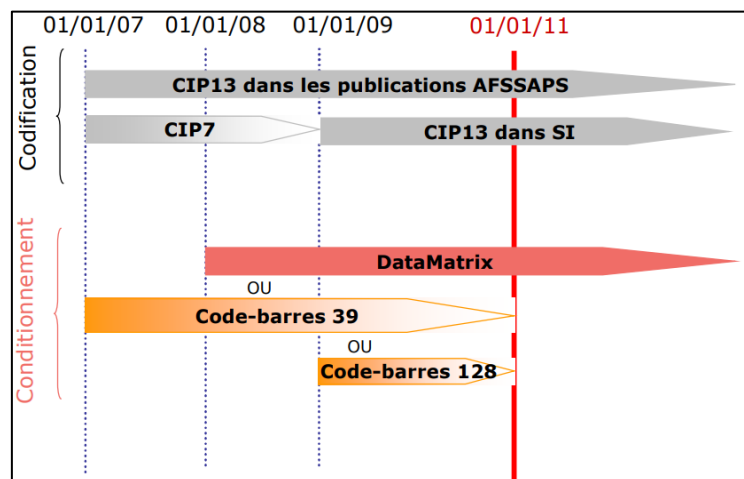 01/01/07 01/01/08 01/01/09 01/01/11
Codification
CIP13 dans les publications AFSSAPS
CIP7
CIP13 dans SI
Conditionnement
DataMatrix
OU
Code-barres 39
OU
Code-barres 128